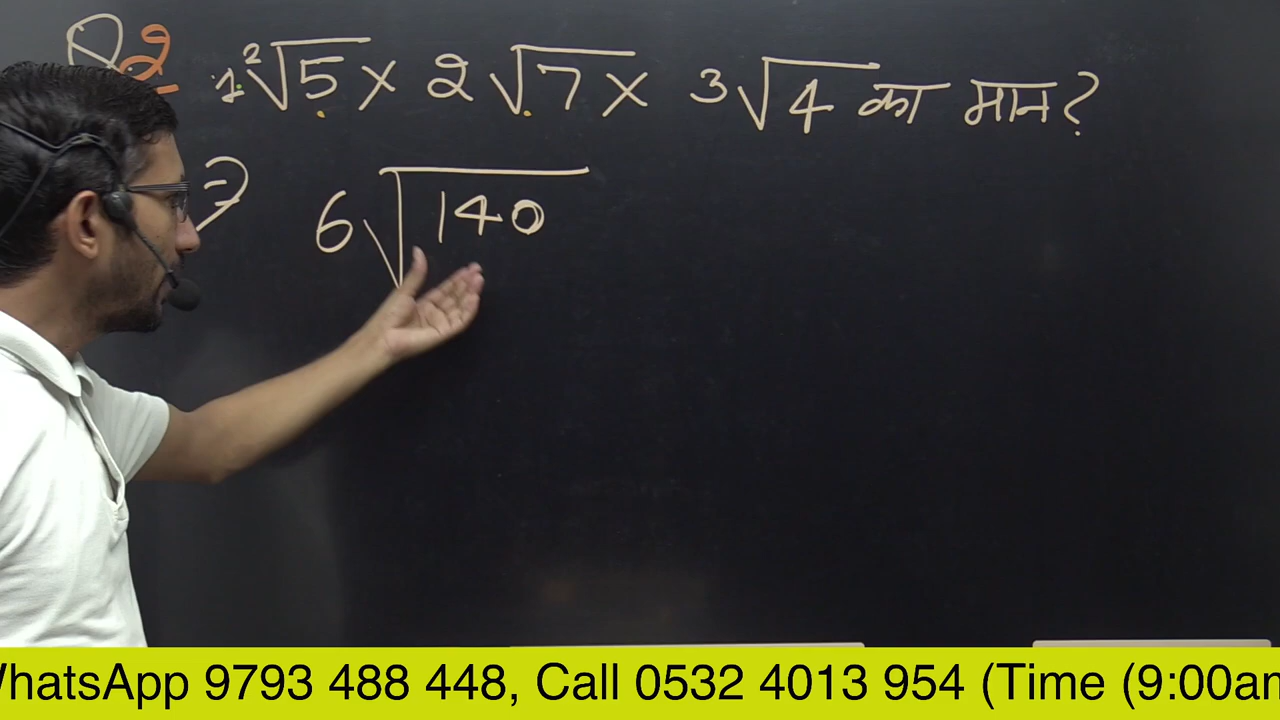 Q2 1²√5 × 2√7 × 3√4 का मान?
⇒ 6√140
WhatsApp 9793 488 448, Call 0532 4013 954 (Time (9:00am